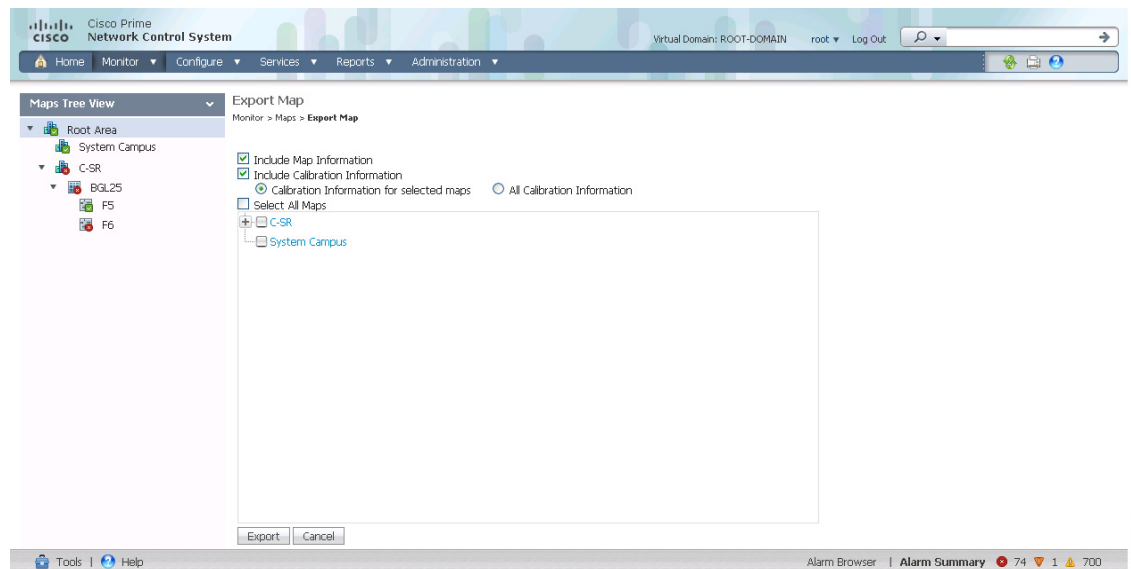 Cisco Prime
CISCO Network Control System
Virtual Domain: ROOT-DOMAIN root Log Out
Home Monitor Configure Services Reports Administration
Maps Tree View
Root Area
System Campus
C-SR
BGL25
F5
F6
Export Map
Monitor > Maps > Export Map
Include Map Information
Include Calibration Information
Calibration Information for selected maps All Calibration Information
Select All Maps
C-SR
System Campus
Export Cancel
Tools | Help
Alarm Browser | Alarm Summary 74 1 700